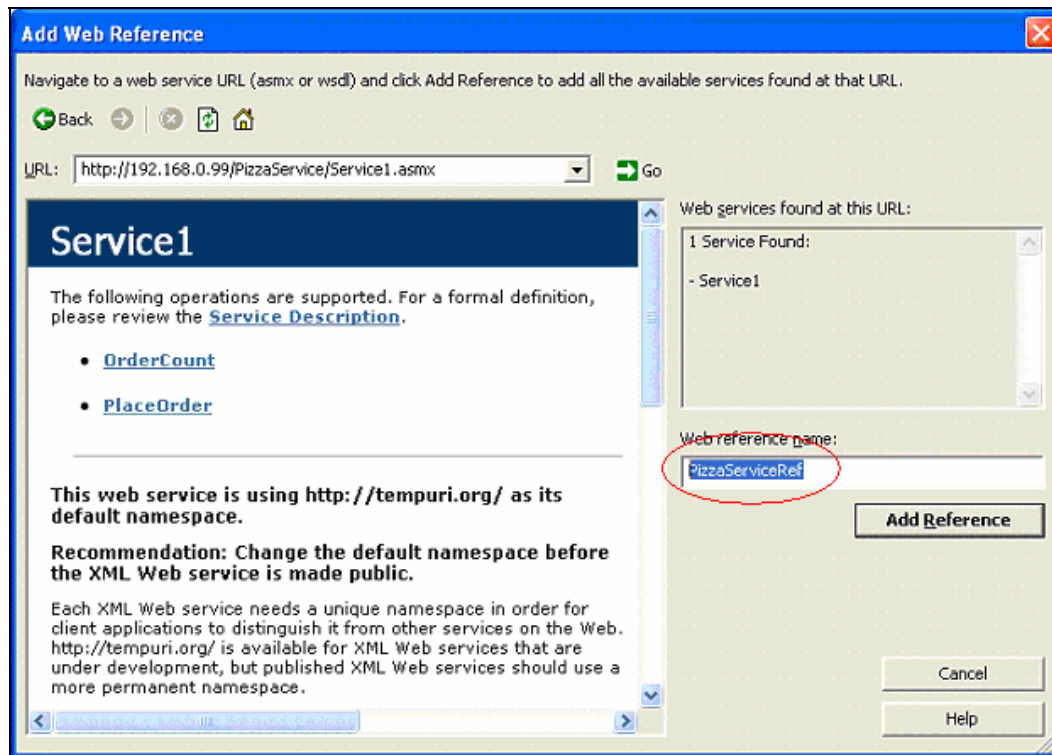 Add Web Reference
Navigate to a web service URL (asmx or wsdl) and click Add Reference to add all the available services found at that URL.
Back
URL: http://192.168.0.99/PizzaService/Service1.asmx Go
Service1
The following operations are supported. For a formal definition,
please review the Service Description.
OrderCount
PlaceOrder
This web service is using http://tempuri.org/ as its
default namespace.
Recommendation: Change the default namespace before
the XML Web service is made public.
Each XML Web service needs a unique namespace in order for
client applications to distinguish it from other services on the Web.
http://tempuri.org/ is available for XML Web services that are
under development, but published XML Web services should use a
more permanent namespace.
Web services found at this URL:
1 Service Found:
- Service1
Web reference name:
PizzaServiceRef
Add Reference
Cancel
Help